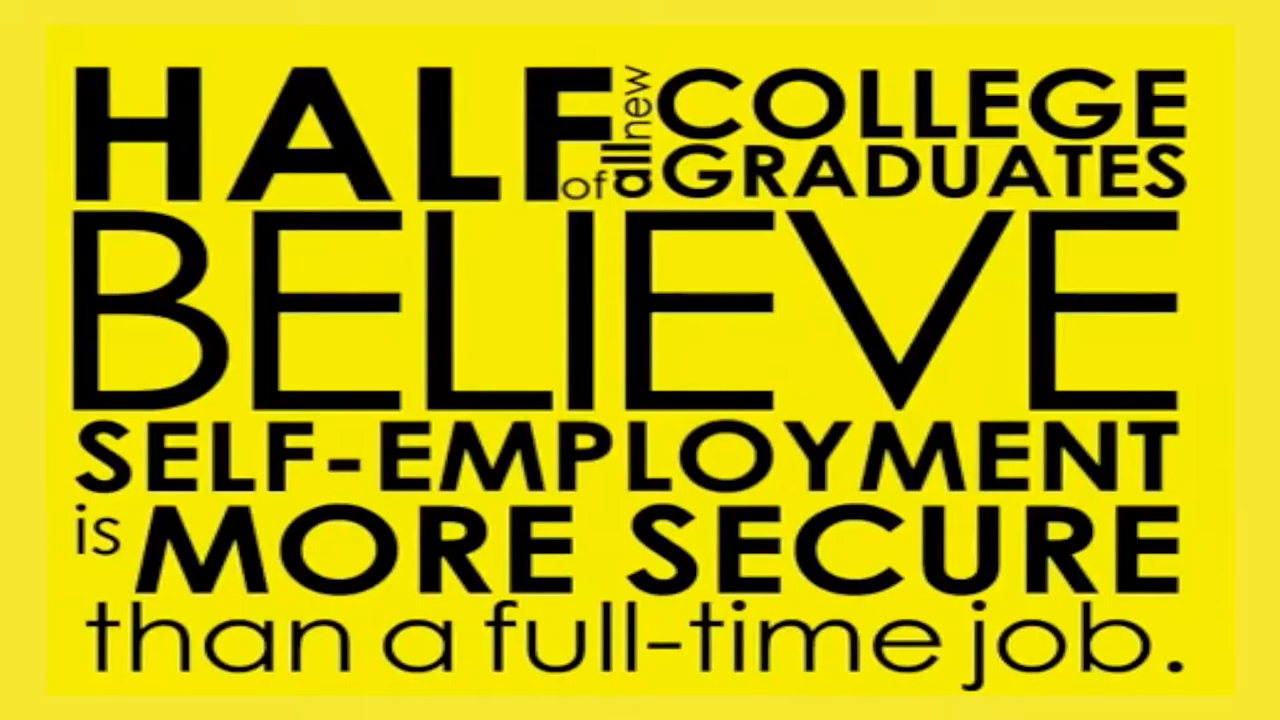 HALF of all new COLLEGE GRADUATES
BELIEVE
SELF-EMPLOYMENT
is MORE SECURE
than a full-time job.